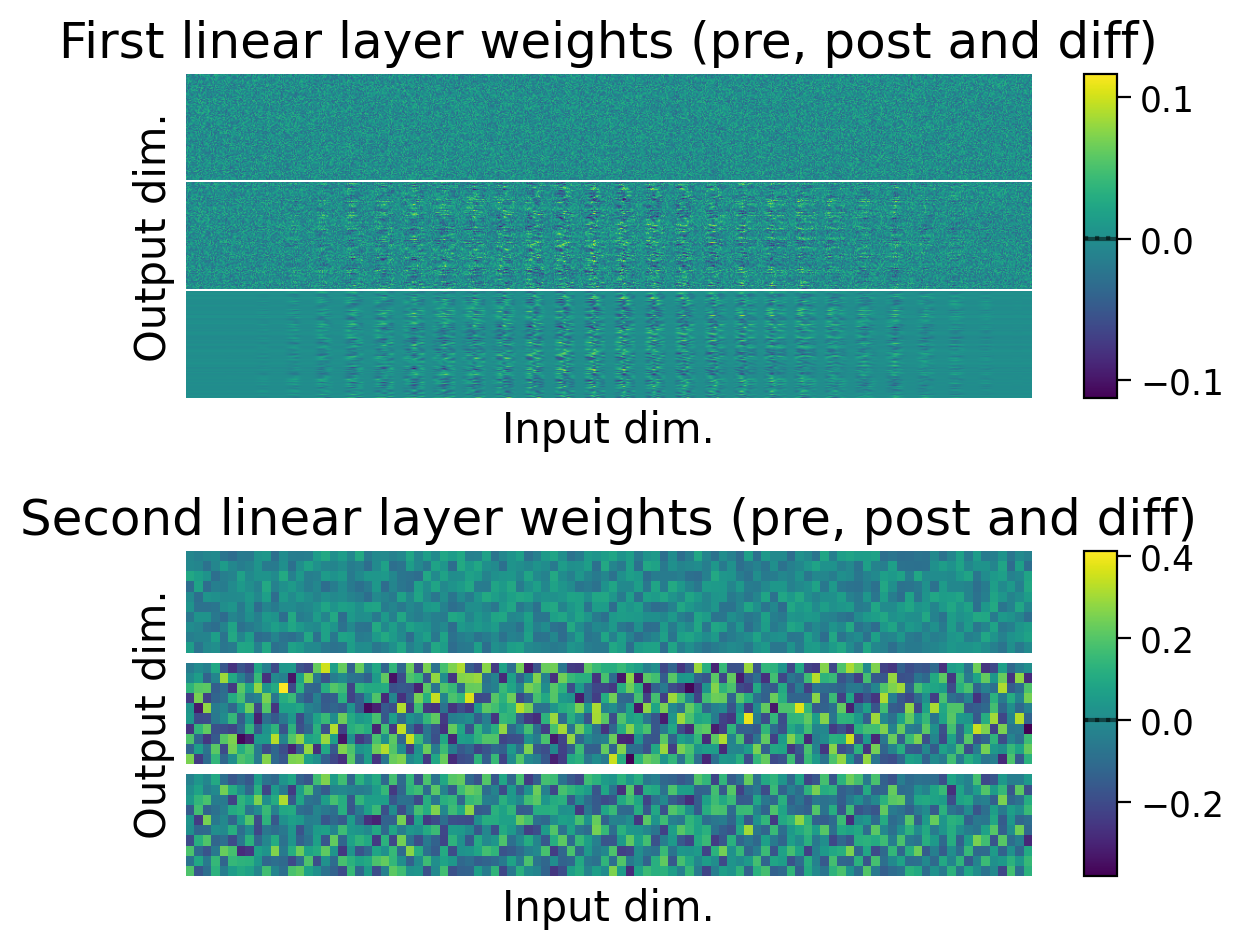 First linear layer weights (pre, post and diff)
Output dim.
0.1
0.0
−0.1
Input dim.
Second linear layer weights (pre, post and diff)
Output dim.
0.4
0.2
0.0
−0.2
Input dim.